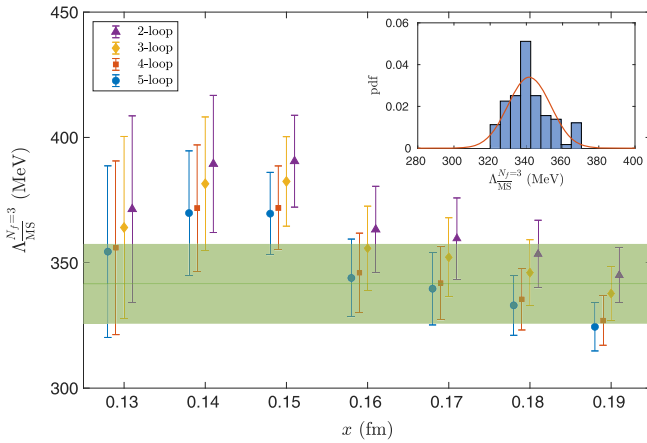 450
400
350
300
Λ^{N_f=3}_{\overline{MS}} (MeV)
2-loop
3-loop
4-loop
5-loop
0.06
0.04
0.02
0
pdf
280 300 320 340 360 380 400
Λ^{N_f=3}_{\overline{MS}} (MeV)
0.13 0.14 0.15 0.16 0.17 0.18 0.19
x (fm)